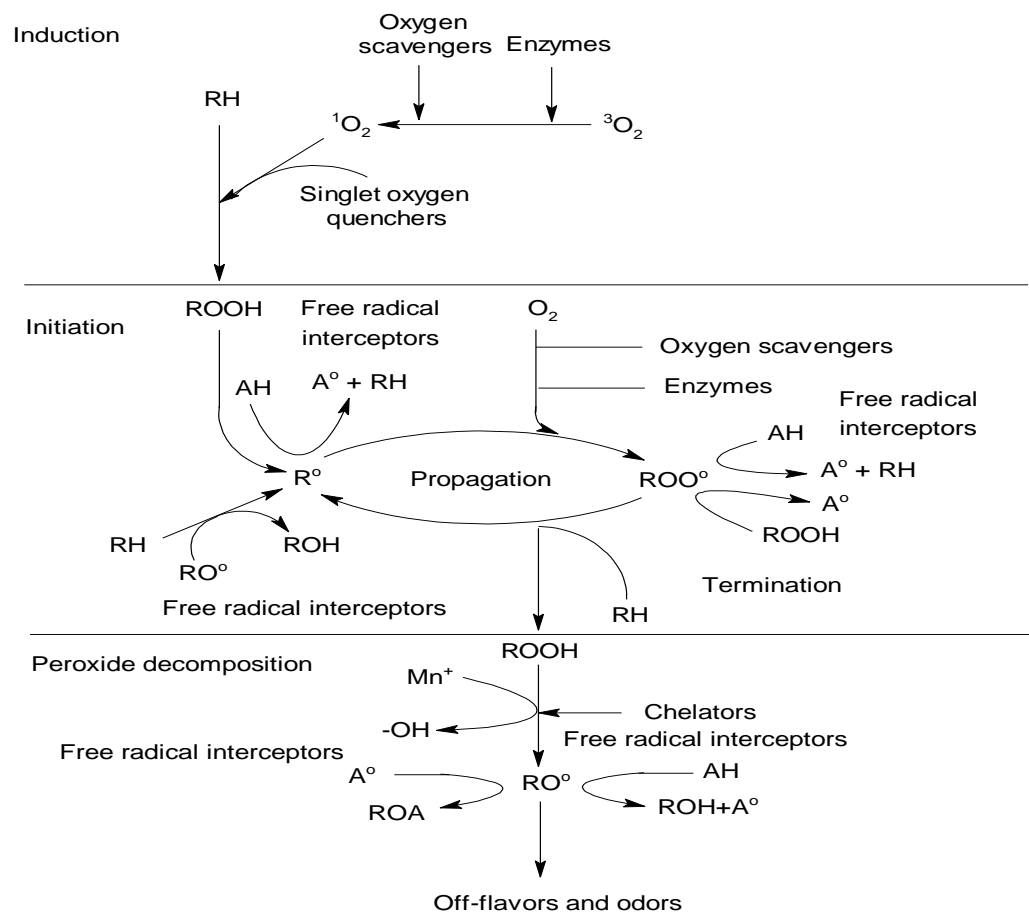 Induction
Oxygen
scavengers
Enzymes
RH
¹O₂
³O₂
Singlet oxygen
quenchers
Initiation
ROOH
Free radical
interceptors
O₂
Oxygen scavengers
Enzymes
AH
A° + RH
Free radical
interceptors
AH
R°
Propagation
ROO°
A° + RH
A°
ROOH
RH
ROH
RO°
Free radical interceptors
Termination
RH
Peroxide decomposition
ROOH
Mn⁺
-OH
Chelators
Free radical interceptors
Free radical interceptors
A°
RO°
AH
ROA
ROH+A°
Off-flavors and odors